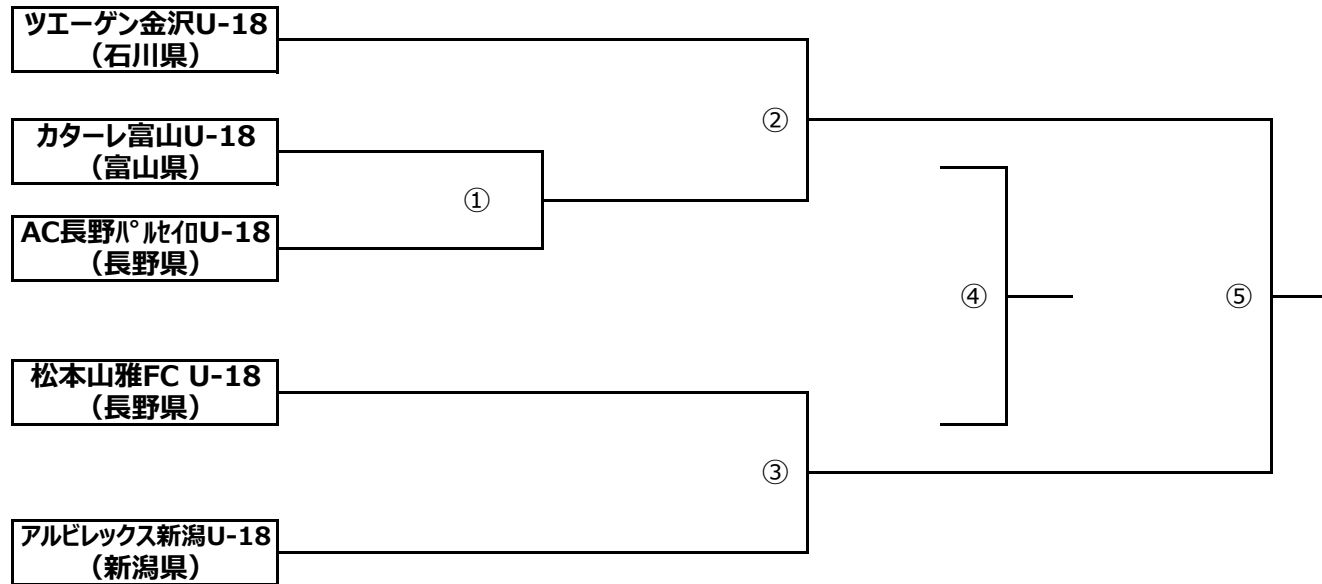 ツエーゲン金沢U-18
（石川県）
②
カターレ富山U-18
（富山県）
①
AC長野ﾊﾟﾙｾｲﾛU-18
（長野県）
④
⑤
松本山雅FC U-18
（長野県）
③
アルビレックス新潟U-18
（新潟県）